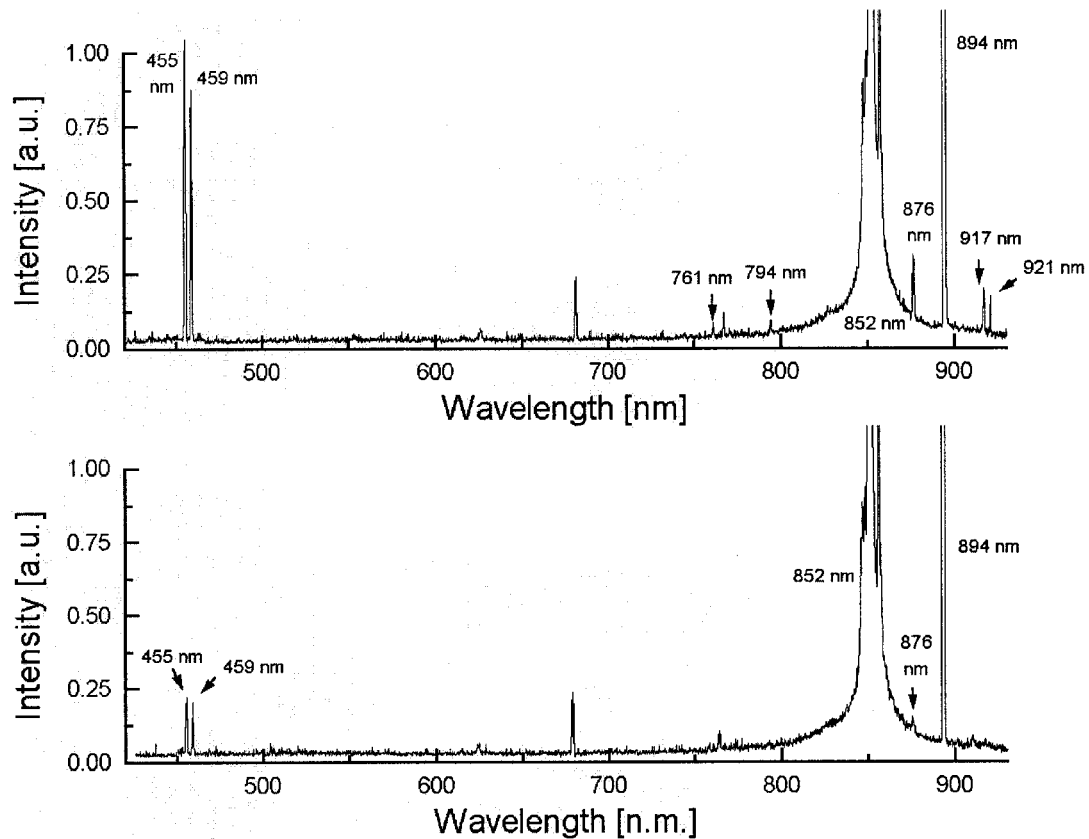 1.00
0.75
0.50
0.25
0.00
Intensity [a.u.]
455
nm
459 nm
761 nm
794 nm
852 nm
876
nm
894 nm
917 nm
921 nm
500
600
700
800
900
Wavelength [nm]
1.00
0.75
0.50
0.25
0.00
Intensity [a.u.]
455 nm
459 nm
852 nm
876
nm
894 nm
500
600
700
800
900
Wavelength [n.m.]